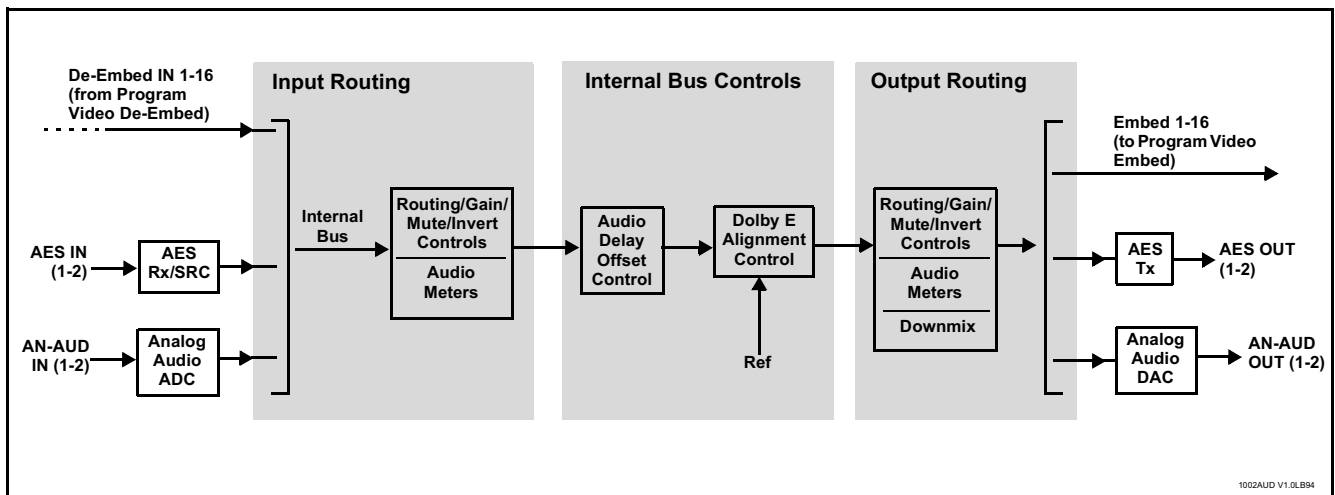 De-Embed IN 1-16
(from Program
Video De-Embed)
AES IN
(1-2)
AES
Rx/SRC
AN-AUD
IN (1-2)
Analog
Audio
ADC
Input Routing
Internal
Bus
Routing/Gain/
Mute/Invert
Controls
Audio
Meters
Internal Bus Controls
Audio
Delay
Offset
Control
Dolby E
Alignment
Control
Ref
Output Routing
Routing/Gain/
Mute/Invert
Controls
Audio
Meters
Downmix
Embed 1-16
(to Program Video
Embed)
AES
Tx
AES OUT
(1-2)
Analog
Audio
DAC
AN-AUD
OUT (1-2)
1002AUD V1.0LB94